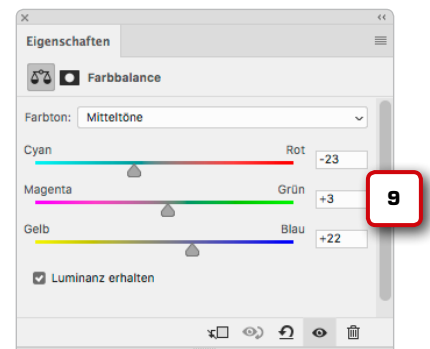 Eigenschaften
Farbbalance
Farbton: Mitteltöne
Cyan Rot -23
Magenta Grün +3
9
Gelb Blau +22
Luminanz erhalten